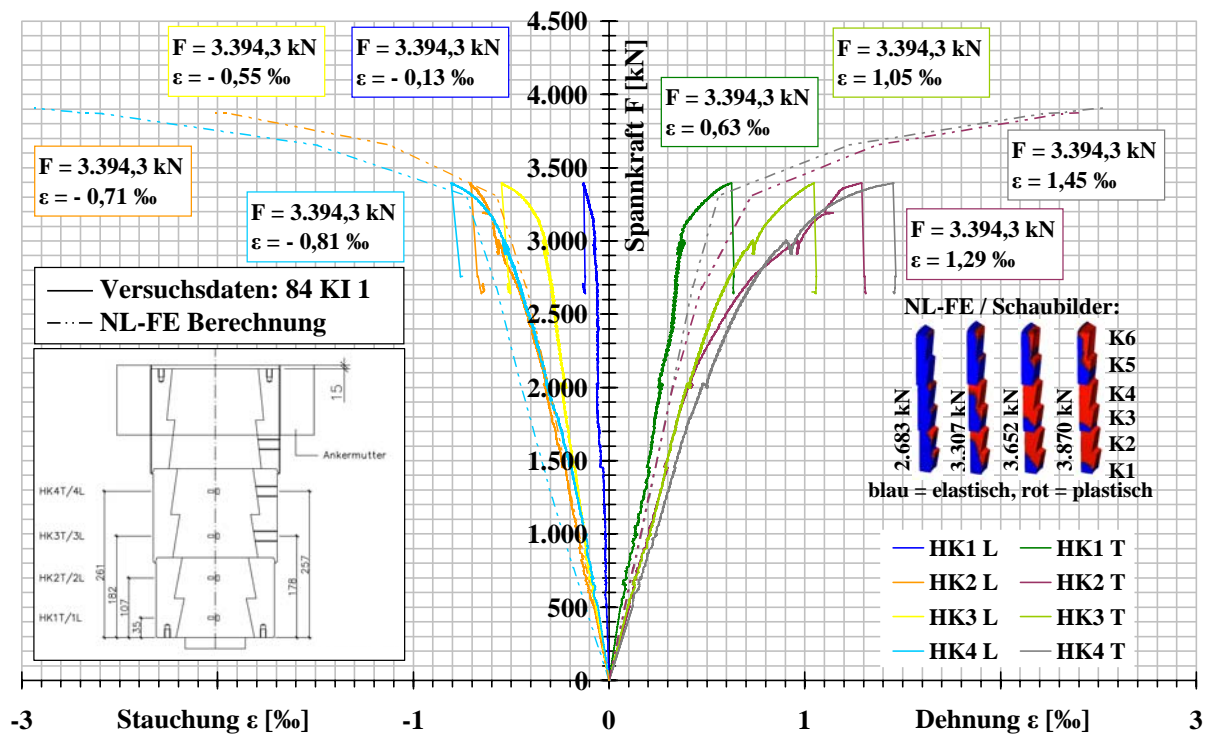 4.500
4.000
3.500
3.000
2.500
2.000
1.500
1.000
500
0
Spannkraft F [kN]
F = 3.394,3 kN
ε = - 0,55 ‰
F = 3.394,3 kN
ε = - 0,13 ‰
F = 3.394,3 kN
ε = 1,05 ‰
F = 3.394,3 kN
ε = 0,63 ‰
F = 3.394,3 kN
ε = - 0,71 ‰
F = 3.394,3 kN
ε = 1,45 ‰
F = 3.394,3 kN
ε = - 0,81 ‰
F = 3.394,3 kN
ε = 1,29 ‰
Versuchsdaten: 84 KI 1
NL-FE Berechnung
15
Ankermutter
HK4T/4L
HK3T/3L
HK2T/2L
HK1T/1L
261
182
107
35
178
257
NL-FE / Schaubilder:
2.683 kN
3.307 kN
3.652 kN
3.870 kN
K6
K5
K4
K3
K2
K1
blau = elastisch, rot = plastisch
HK1 L
HK1 T
HK2 L
HK2 T
HK3 L
HK3 T
HK4 L
HK4 T
-3
Stauchung ε [‰]
-1
0
1
Dehnung ε [‰]
3